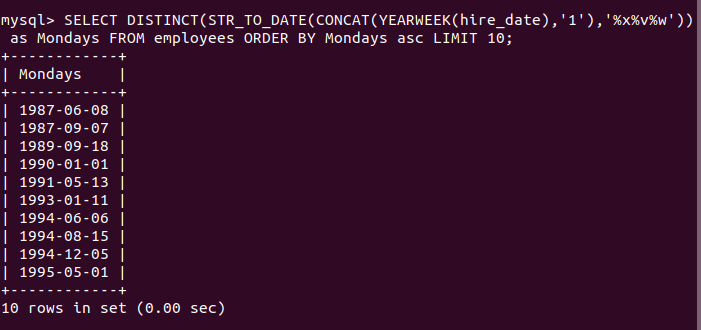 mysql> SELECT DISTINCT(STR_TO_DATE(CONCAT(YEARWEEK(hire_date),'1'),'%x%v%w'))
 as Mondays FROM employees ORDER BY Mondays asc LIMIT 10;
+------------+
| Mondays    |
+------------+
| 1987-06-08 |
| 1987-09-07 |
| 1989-09-18 |
| 1990-01-01 |
| 1991-05-13 |
| 1993-01-11 |
| 1994-06-06 |
| 1994-08-15 |
| 1994-12-05 |
| 1995-05-01 |
+------------+
10 rows in set (0.00 sec)